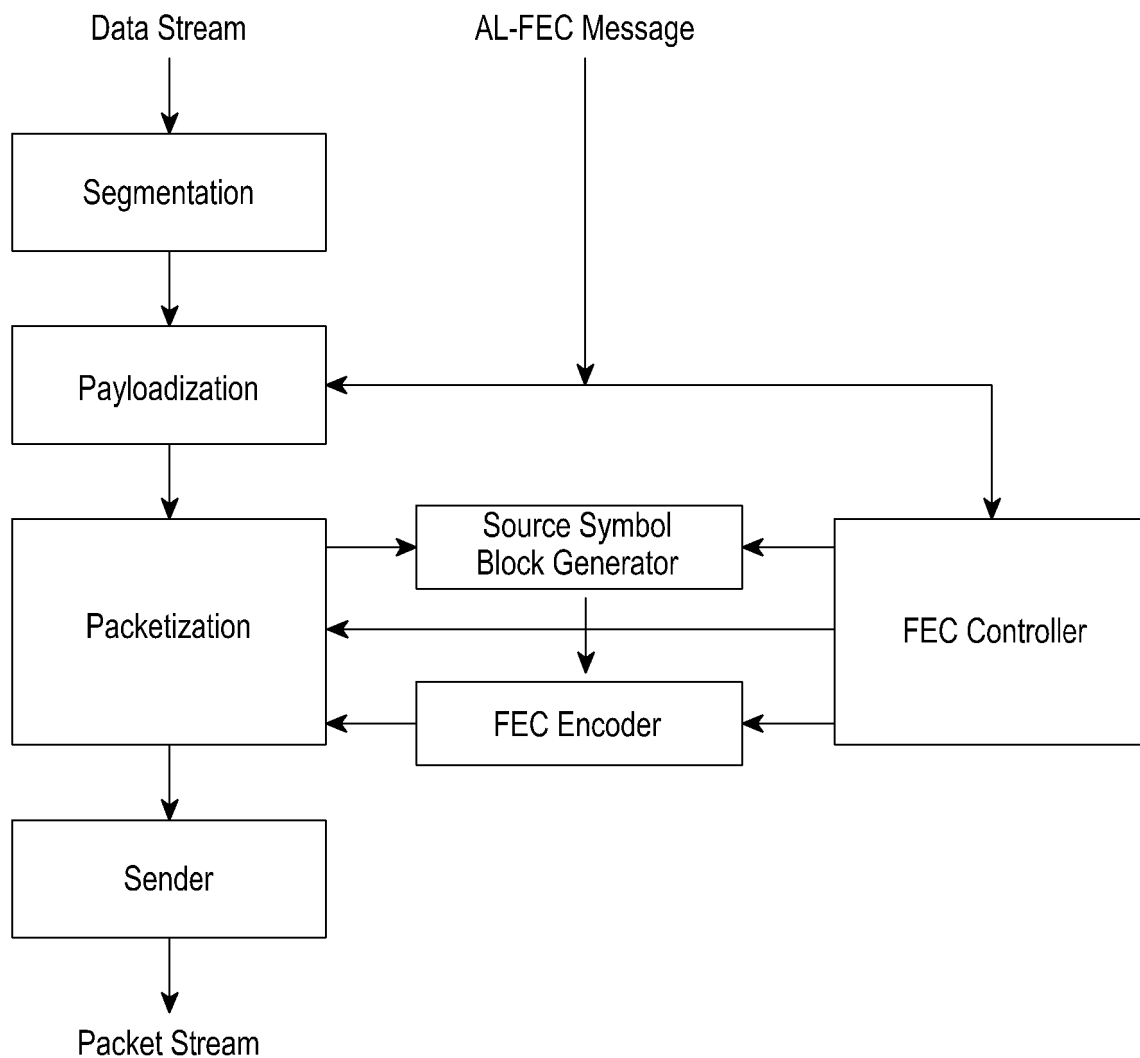 Data Stream
AL-FEC Message
Segmentation
Payloadization
Source Symbol
Block Generator
Packetization
FEC Controller
FEC Encoder
Sender
Packet Stream